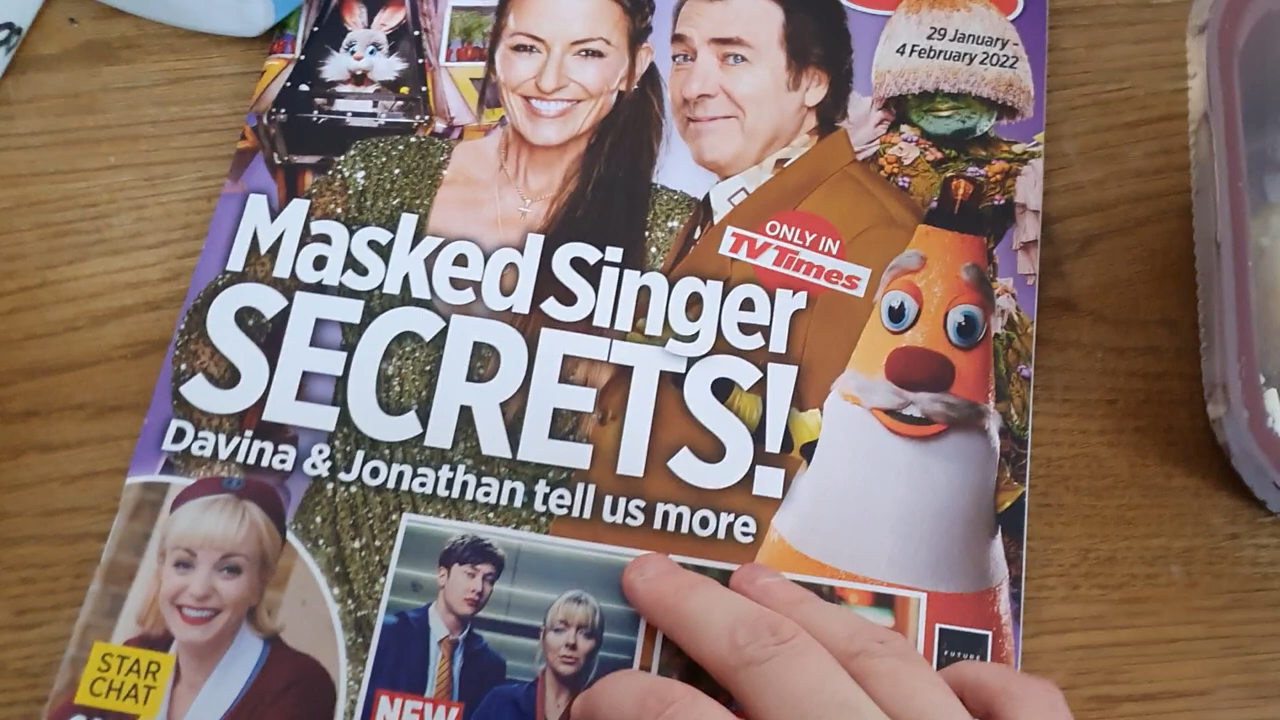 29 January -
4 February 2022
ONLY IN
TV Times
Masked Singer
SECRETS!
Davina & Jonathan tell us more
STAR
CHAT
NEW
FUTURE